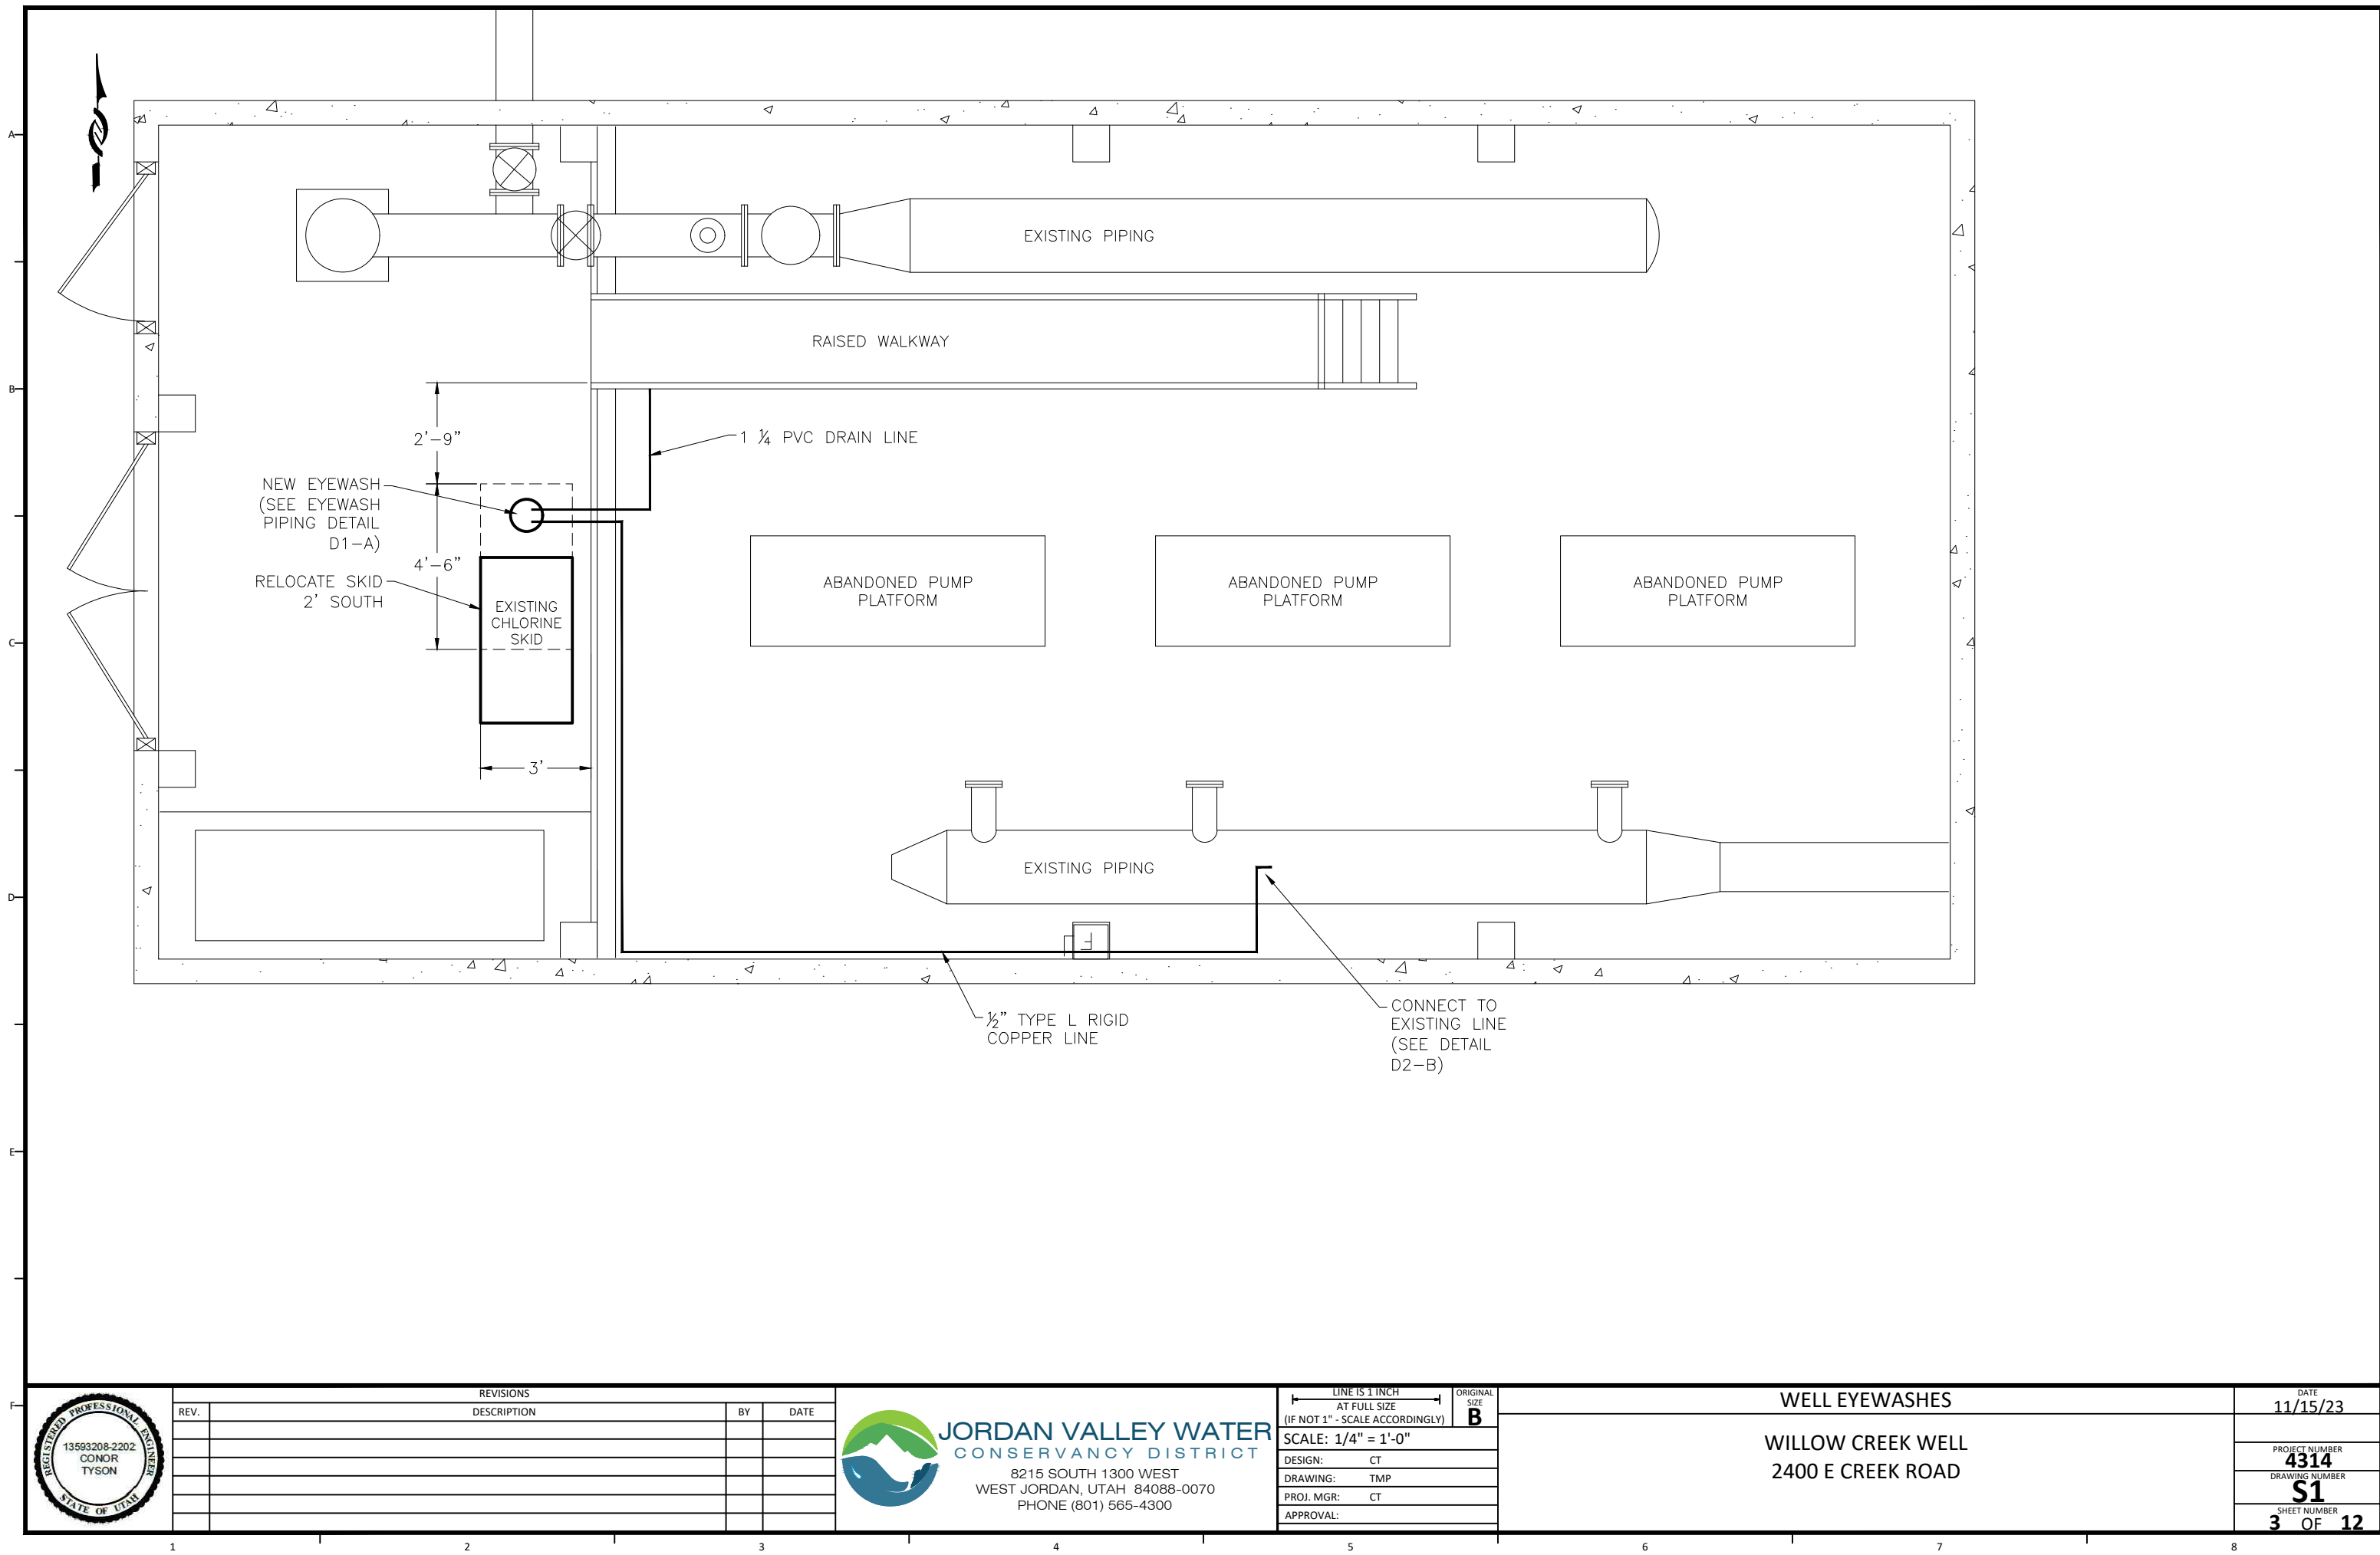 A
B
C
D
E
F
EXISTING PIPING
RAISED WALKWAY
2'-9"
1 ¼ PVC DRAIN LINE
NEW EYEWASH
(SEE EYEWASH
PIPING DETAIL
D1-A)
4'-6"
RELOCATE SKID
2' SOUTH
EXISTING
CHLORINE
SKID
ABANDONED PUMP
PLATFORM
ABANDONED PUMP
PLATFORM
ABANDONED PUMP
PLATFORM
3'
EXISTING PIPING
½" TYPE L RIGID
COPPER LINE
CONNECT TO
EXISTING LINE
(SEE DETAIL
D2-B)
REGISTERED PROFESSIONAL ENGINEER
13593208-2202
CONOR
TYSON
STATE OF UTAH
REVISIONS
REV. DESCRIPTION BY DATE
JORDAN VALLEY WATER
CONSERVANCY DISTRICT
8215 SOUTH 1300 WEST
WEST JORDAN, UTAH 84088-0070
PHONE (801) 565-4300
LINE IS 1 INCH
AT FULL SIZE
(IF NOT 1" - SCALE ACCORDINGLY)
ORIGINAL
SIZE
B
SCALE: 1/4" = 1'-0"
DESIGN: CT
DRAWING: TMP
PROJ. MGR: CT
APPROVAL:
WELL EYEWASHES
WILLOW CREEK WELL
2400 E CREEK ROAD
DATE
11/15/23
PROJECT NUMBER
4314
DRAWING NUMBER
S1
SHEET NUMBER
3 OF 12
1 2 3 4 5 6 7 8